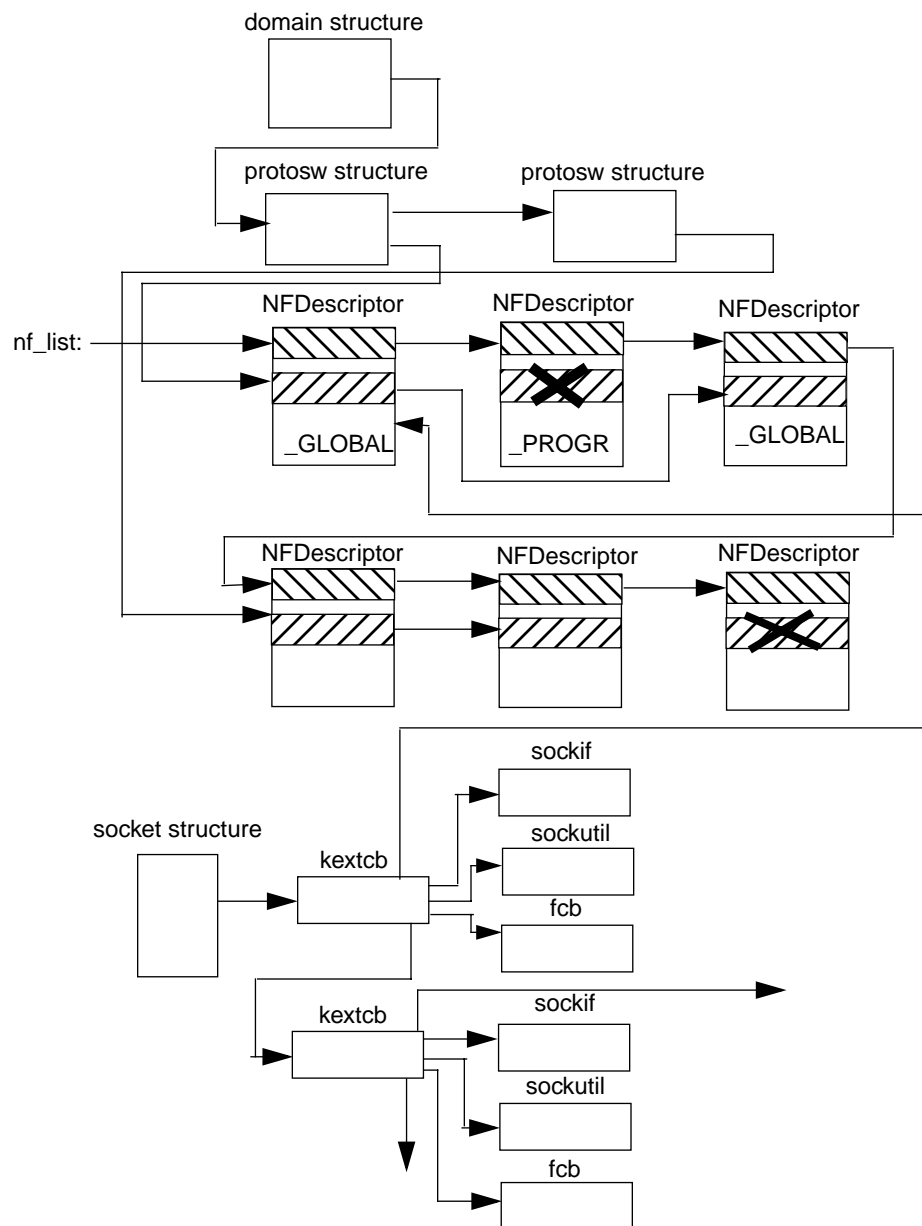 domain structure
protosw structure
protosw structure
NFDescriptor
NFDescriptor
NFDescriptor
nf_list:
_GLOBAL
_PROGR
_GLOBAL
NFDescriptor
NFDescriptor
NFDescriptor
sockif
socket structure
sockutil
kextcb
fcb
kextcb
sockif
sockutil
fcb